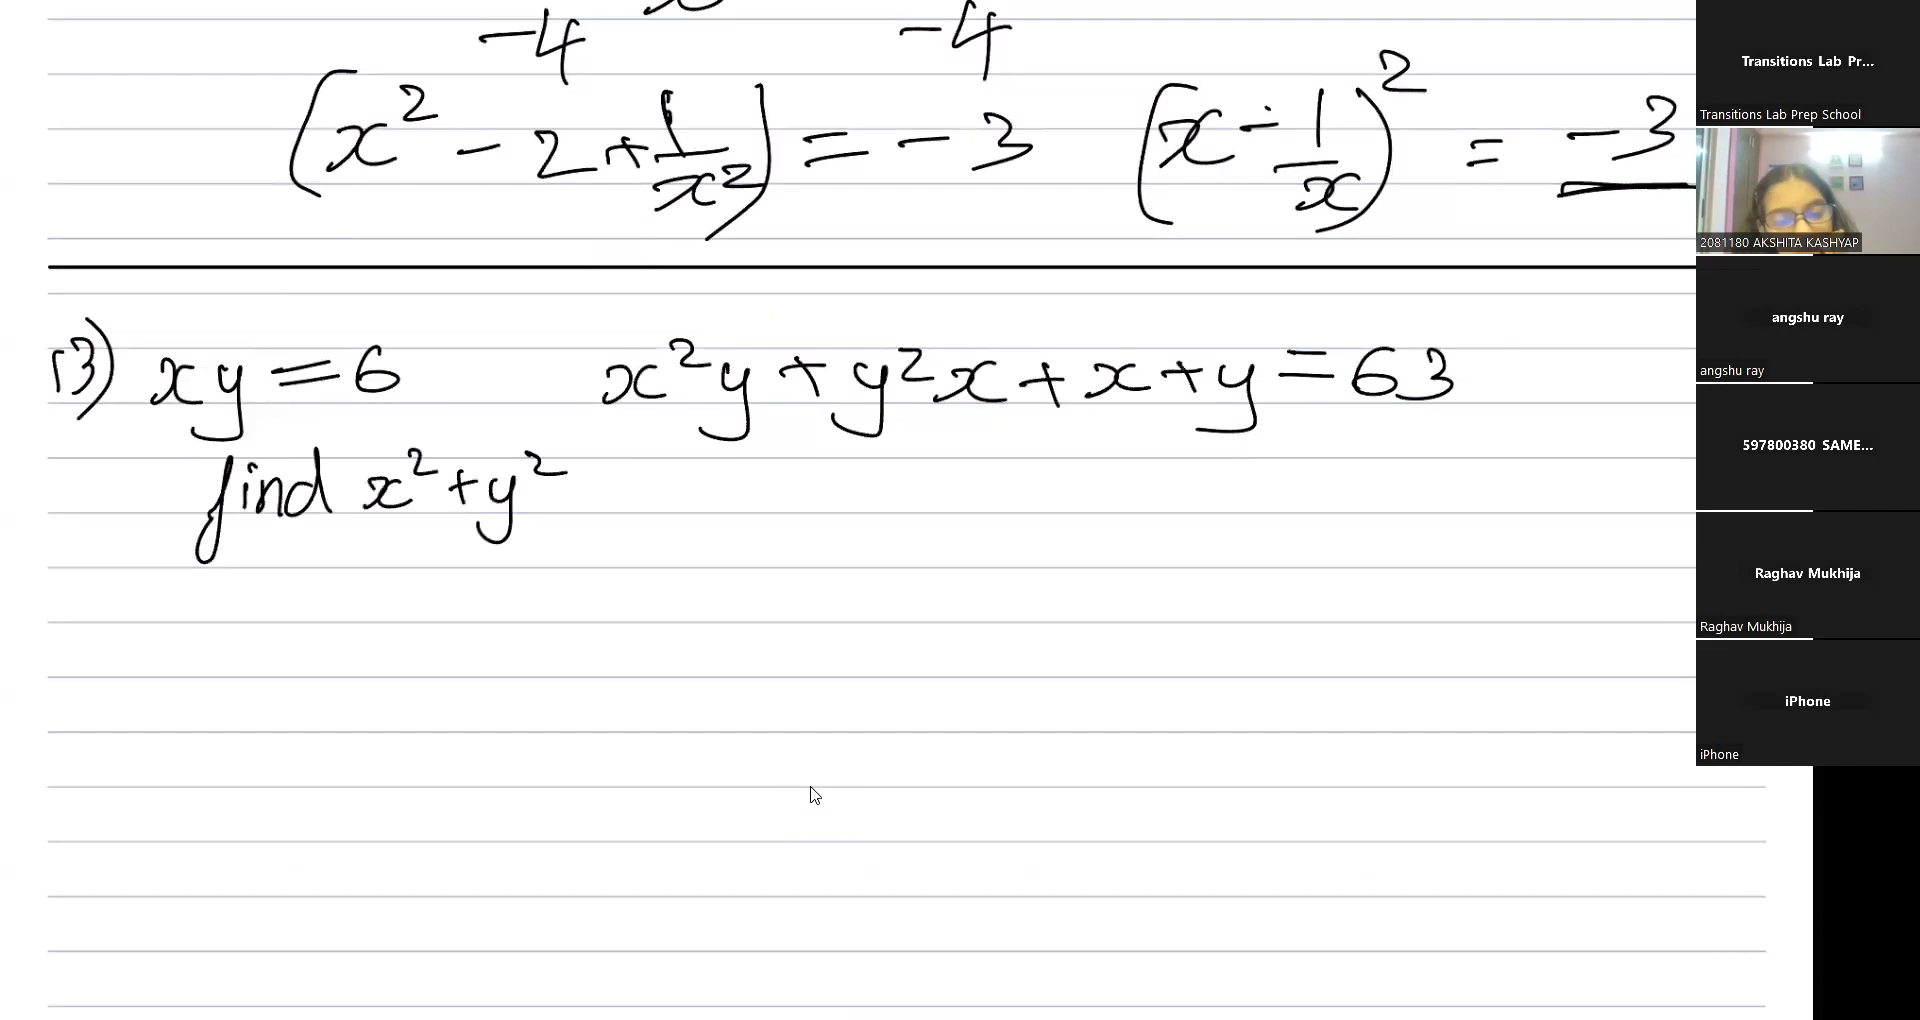 -4 -4
(x² - 2 + 1/x²) = - 3 (x - 1/x)² = -3
13) xy = 6 x²y + y²x + x + y = 63
find x² + y²
Transitions Lab Pr...
Transitions Lab Prep School
2081180 AKSHITA KASHYAP
angshu ray
angshu ray
597800380 SAME...
Raghav Mukhija
Raghav Mukhija
iPhone
iPhone